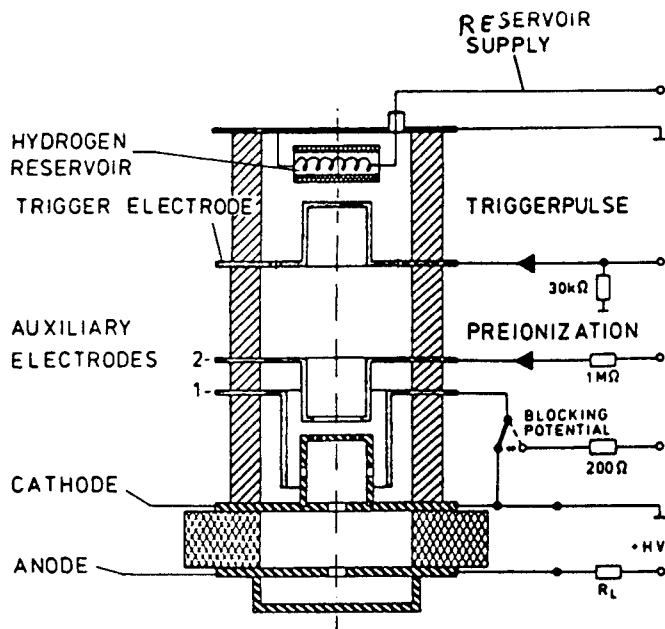 RESERVOIR
SUPPLY
HYDROGEN
RESERVOIR
TRIGGER ELECTRODE
TRIGGERPULSE
30kΩ
AUXILIARY
ELECTRODES
2-
1-
PREIONIZATION
1MΩ
BLOCKING
POTENTIAL
200Ω
CATHODE
+HV
ANODE
RL